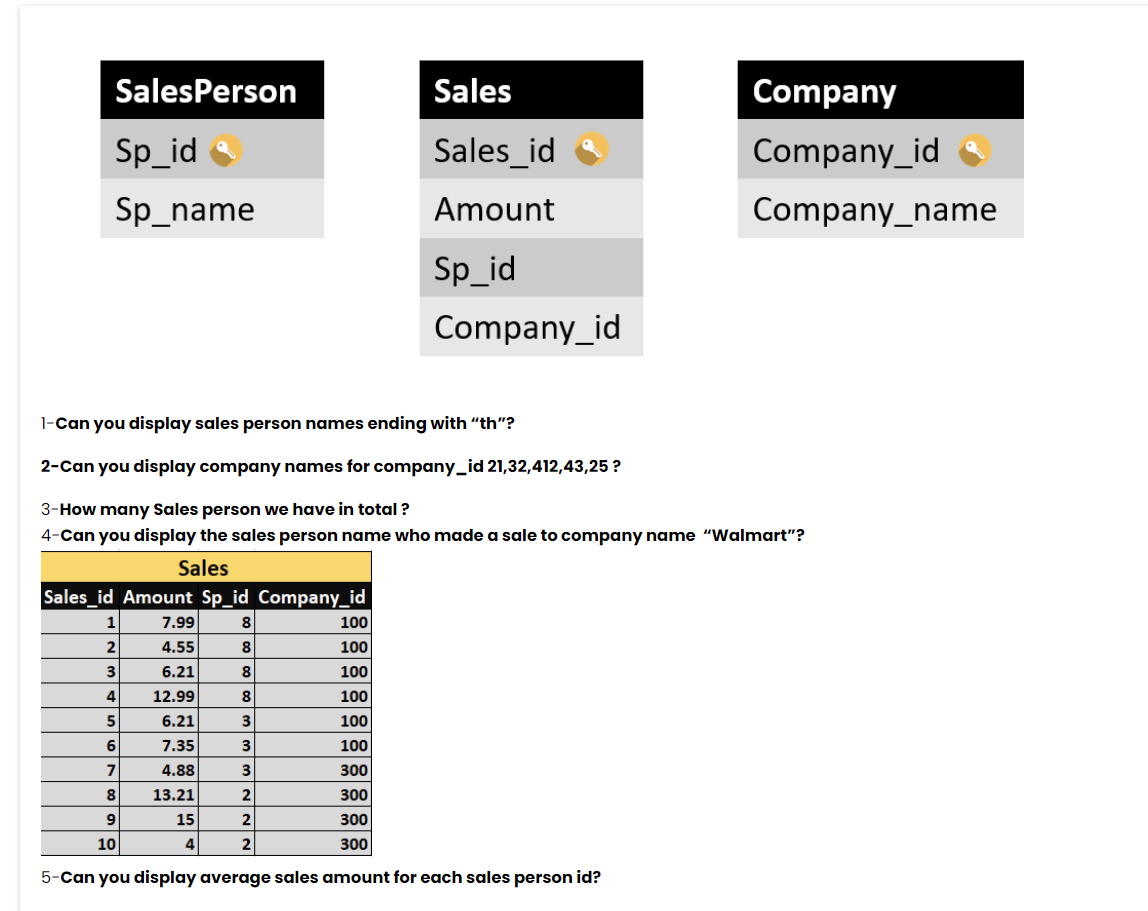 SalesPerson Sales Company
Sp_id Sales_id Company_id
Sp_name Amount Company_name
Sp_id
Company_id
1-Can you display sales person names ending with “th”?
2-Can you display company names for company_id 21,32,412,43,25 ?
3-How many Sales person we have in total ?
4-Can you display the sales person name who made a sale to company name “Walmart”?
Sales
Sales_id Amount Sp_id Company_id
1 7.99 8 100
2 4.55 8 100
3 6.21 8 100
4 12.99 8 100
5 6.21 3 100
6 7.35 3 100
7 4.88 3 300
8 13.21 2 300
9 15 2 300
10 4 2 300
5-Can you display average sales amount for each sales person id?